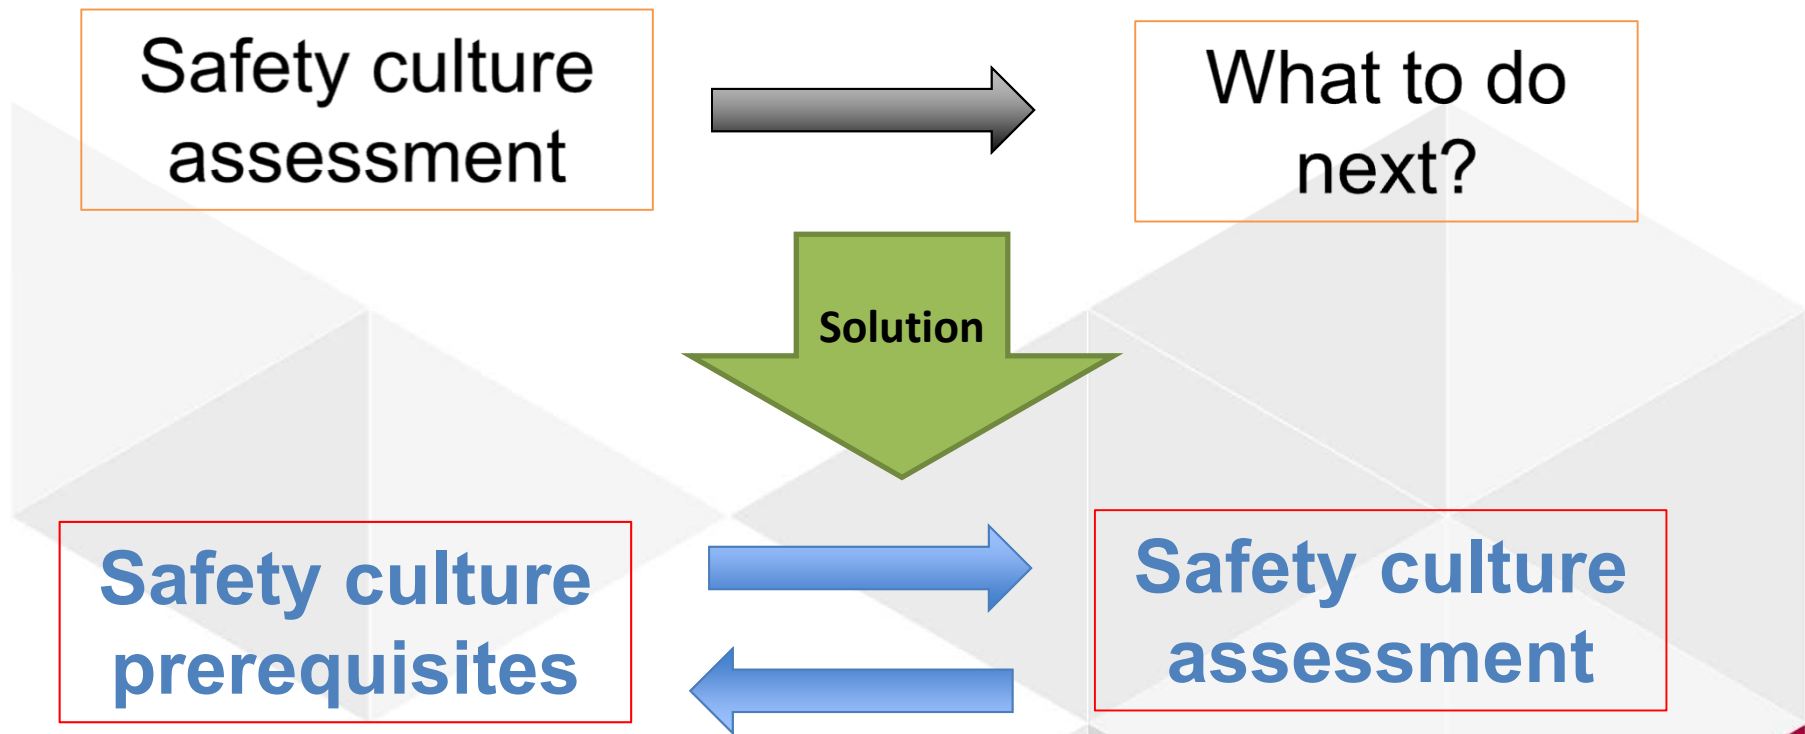 Safety culture
assessment
What to do
next?
Solution
Safety culture
prerequisites
Safety culture
assessment